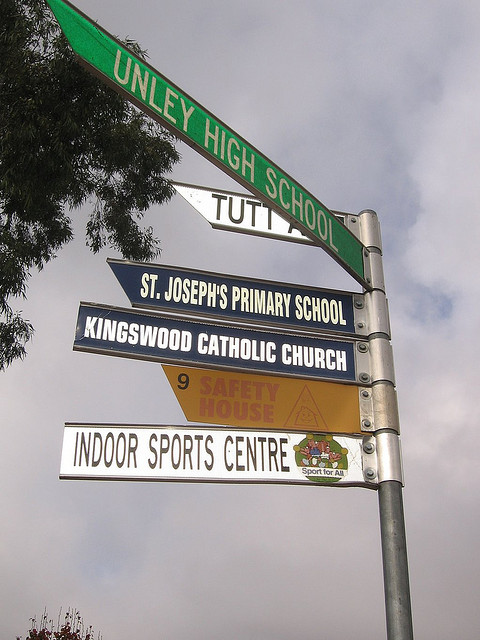 UNLEY HIGH SCHOOL
TUTT A
ST. JOSEPH'S PRIMARY SCHOOL
KINGSWOOD CATHOLIC CHURCH
9 SAFETY
HOUSE
INDOOR SPORTS CENTRE
Sport for All